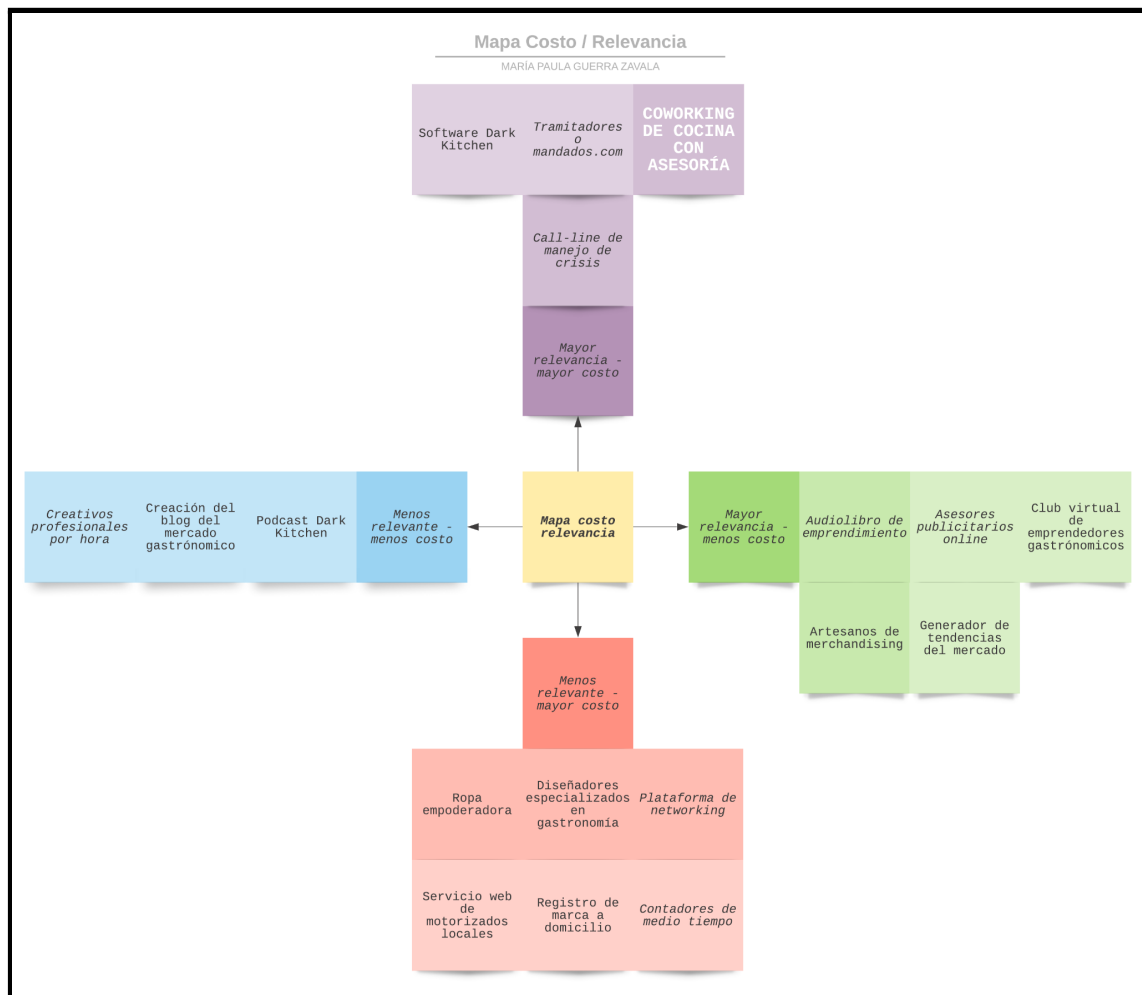 Mapa Costo / Relevancia
MARÍA PAULA GUERRA ZAVALA
Software Dark
Kitchen
Tramitadores
o
mandados.com
COWORKING
DE COCINA
CON
ASESORÍA
Call-line de
manejo de
crisis
Mayor
relevancia -
mayor costo
Creativos
profesionales
por hora
Creación del
blog del
mercado
gastrónomico
Podcast Dark
Kitchen
Menos
relevante -
menos costo
Mapa costo
relevancia
Mayor
relevancia -
menos costo
Audiolibro de
emprendimiento
Asesores
publicitarios
online
Club virtual
de
emprendedores
gastrónomicos
Artesanos de
merchandising
Generador de
tendencias
del mercado
Menos
relevante -
mayor costo
Ropa
empoderadora
Diseñadores
especializados
en
gastronomía
Plataforma de
networking
Servicio web
de
motorizados
locales
Registro de
marca a
domicilio
Contadores de
medio tiempo